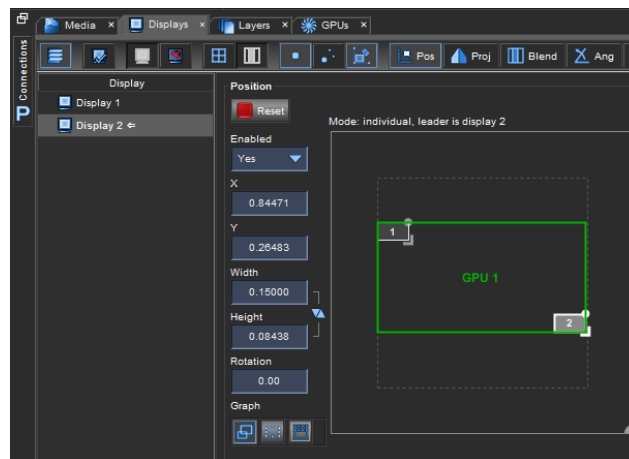 Media × Displays × Layers × GPUs ×
Pos Proj Blend Ang
Connections
P
Display
Display 1
Display 2 ⇐
Position
Reset
Mode: individual, leader is display 2
Enabled
Yes
X
0.84471
Y
0.26483
Width
0.15000
Height
0.08438
Rotation
0.00
Graph
1
GPU 1
2